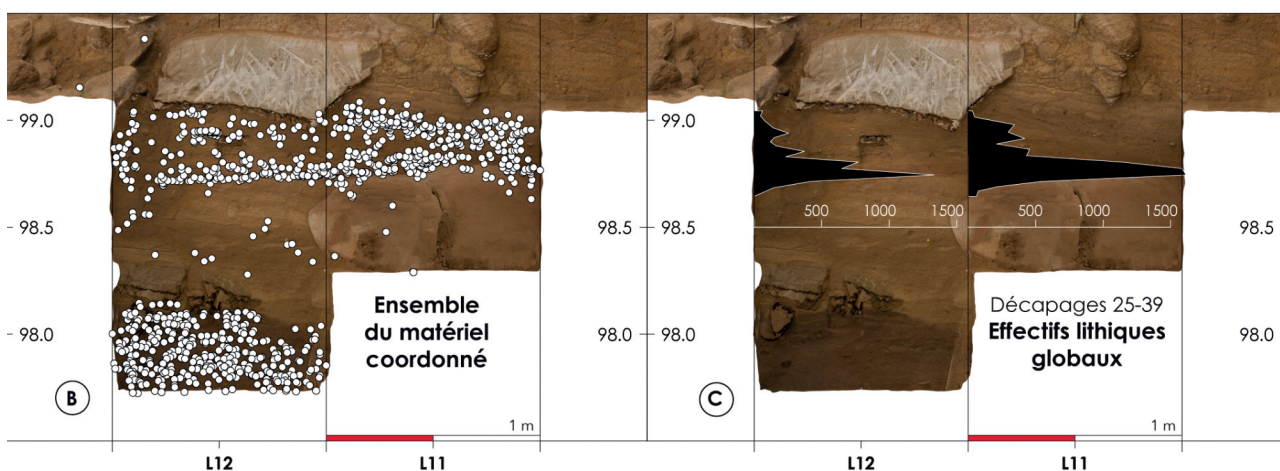 99.0
98.5
98.0
Ensemble
du matériel
coordonné
B
1 m
L12
L11
99.0
98.5
98.0
500
1000
1500
500
1000
1500
98.5
98.0
Décapages 25-39
Effectifs lithiques
globaux
C
1 m
L12
L11